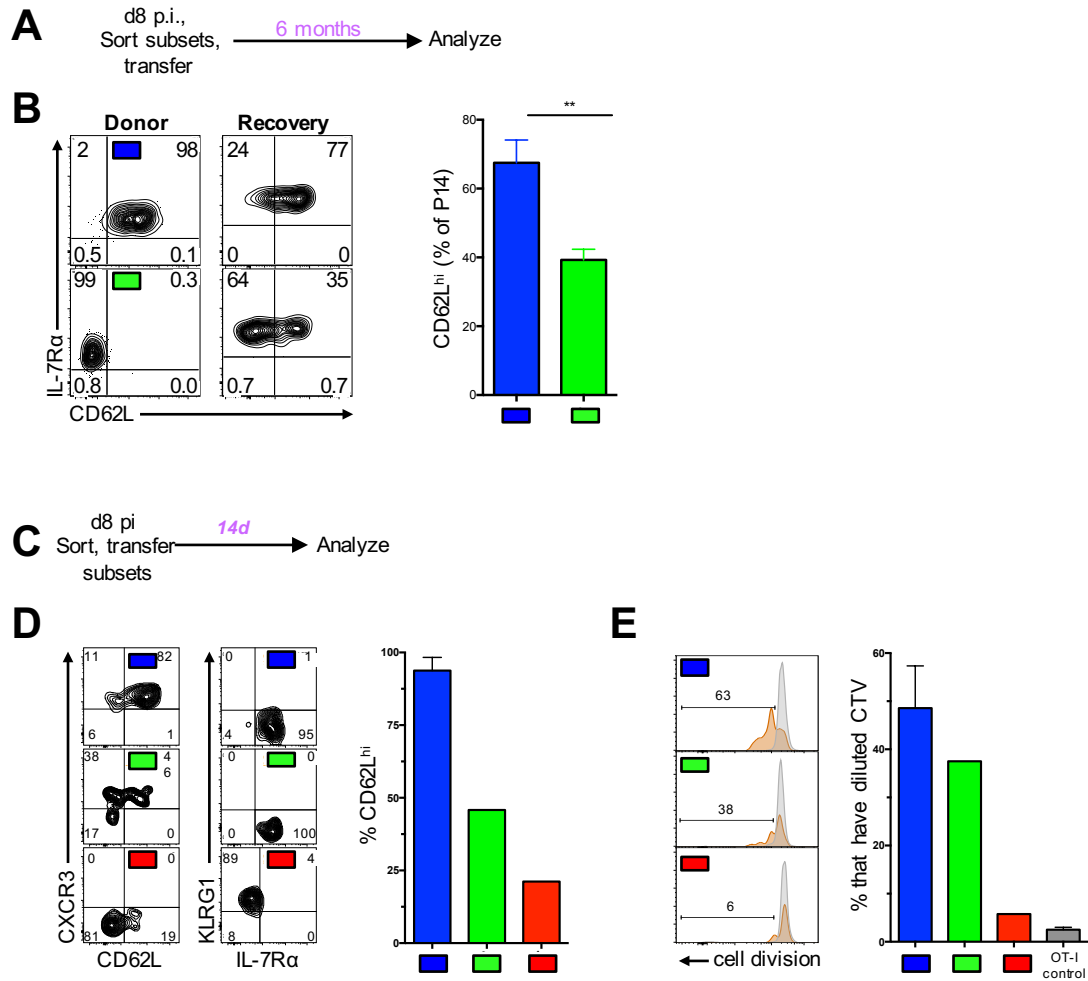 A
d8 p.i.,
Sort subsets,
transfer
6 months
Analyze
B
Donor
Recovery
2 98
0.5 0.1
24 77
0 0
99 0.3
0.8 0.0
64 35
0.7 0.7
IL-7Rα
CD62L
**
CD62Lhi (% of P14)
80
60
40
20
0
C
d8 pi
Sort, transfer
subsets
14d
Analyze
D
11 82
6 1
38 4
6
17 0
0 0
81 19
CXCR3
CD62L
0 1
4 95
0 0
0 100
89 4
8 0
KLRG1
IL-7Rα
% CD62Lhi
100
75
50
25
0
E
63
38
6
cell division
% that have diluted CTV
60
40
20
0
OT-I
control